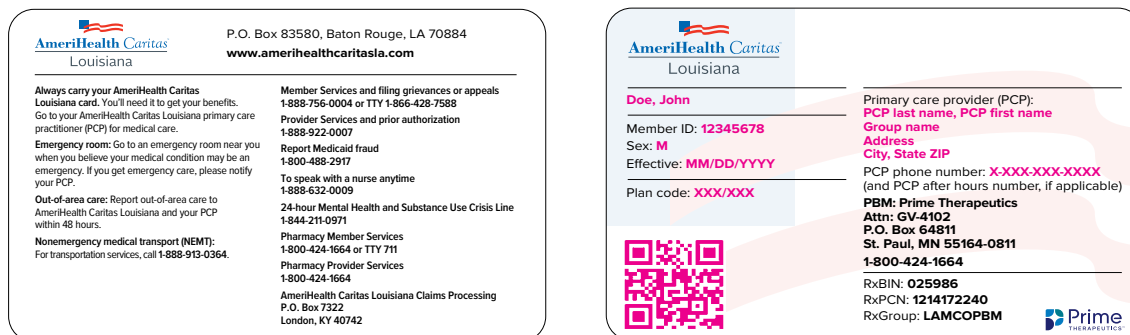 AmeriHealth Caritas
Louisiana
P.O. Box 83580, Baton Rouge, LA 70884
www.amerihealthcaritasla.com
Always carry your AmeriHealth Caritas
Louisiana card. You'll need it to get your benefits.
Go to your AmeriHealth Caritas Louisiana primary care
practitioner (PCP) for medical care.
Emergency room: Go to an emergency room near you
when you believe your medical condition may be an
emergency. If you get emergency care, please notify
your PCP.
Out-of-area care: Report out-of-area care to
AmeriHealth Caritas Louisiana and your PCP
within 48 hours.
Nonemergency medical transport (NEMT):
For transportation services, call 1-888-913-0364.
Member Services and filing grievances or appeals
1-888-756-0004 or TTY 1-866-428-7588
Provider Services and prior authorization
1-888-922-0007
Report Medicaid fraud
1-800-488-2917
To speak with a nurse anytime
1-888-632-0009
24-hour Mental Health and Substance Use Crisis Line
1-844-211-0971
Pharmacy Member Services
1-800-424-1664 or TTY 711
Pharmacy Provider Services
1-800-424-1664
AmeriHealth Caritas Louisiana Claims Processing
P.O. Box 7322
London, KY 40742
AmeriHealth Caritas
Louisiana
Doe, John
Member ID: 12345678
Sex: M
Effective: MM/DD/YYYY
Plan code: XXX/XXX
Primary care provider (PCP):
PCP last name, PCP first name
Group name
Address
City, State ZIP
PCP phone number: X-XXX-XXX-XXXX
(and PCP after hours number, if applicable)
PBM: Prime Therapeutics
Attn: GV-4102
P.O. Box 64811
St. Paul, MN 55164-0811
1-800-424-1664
RxBIN: 025986
RxPCN: 1214172240
RxGroup: LAMCOPBM
Prime
THERAPEUTICS